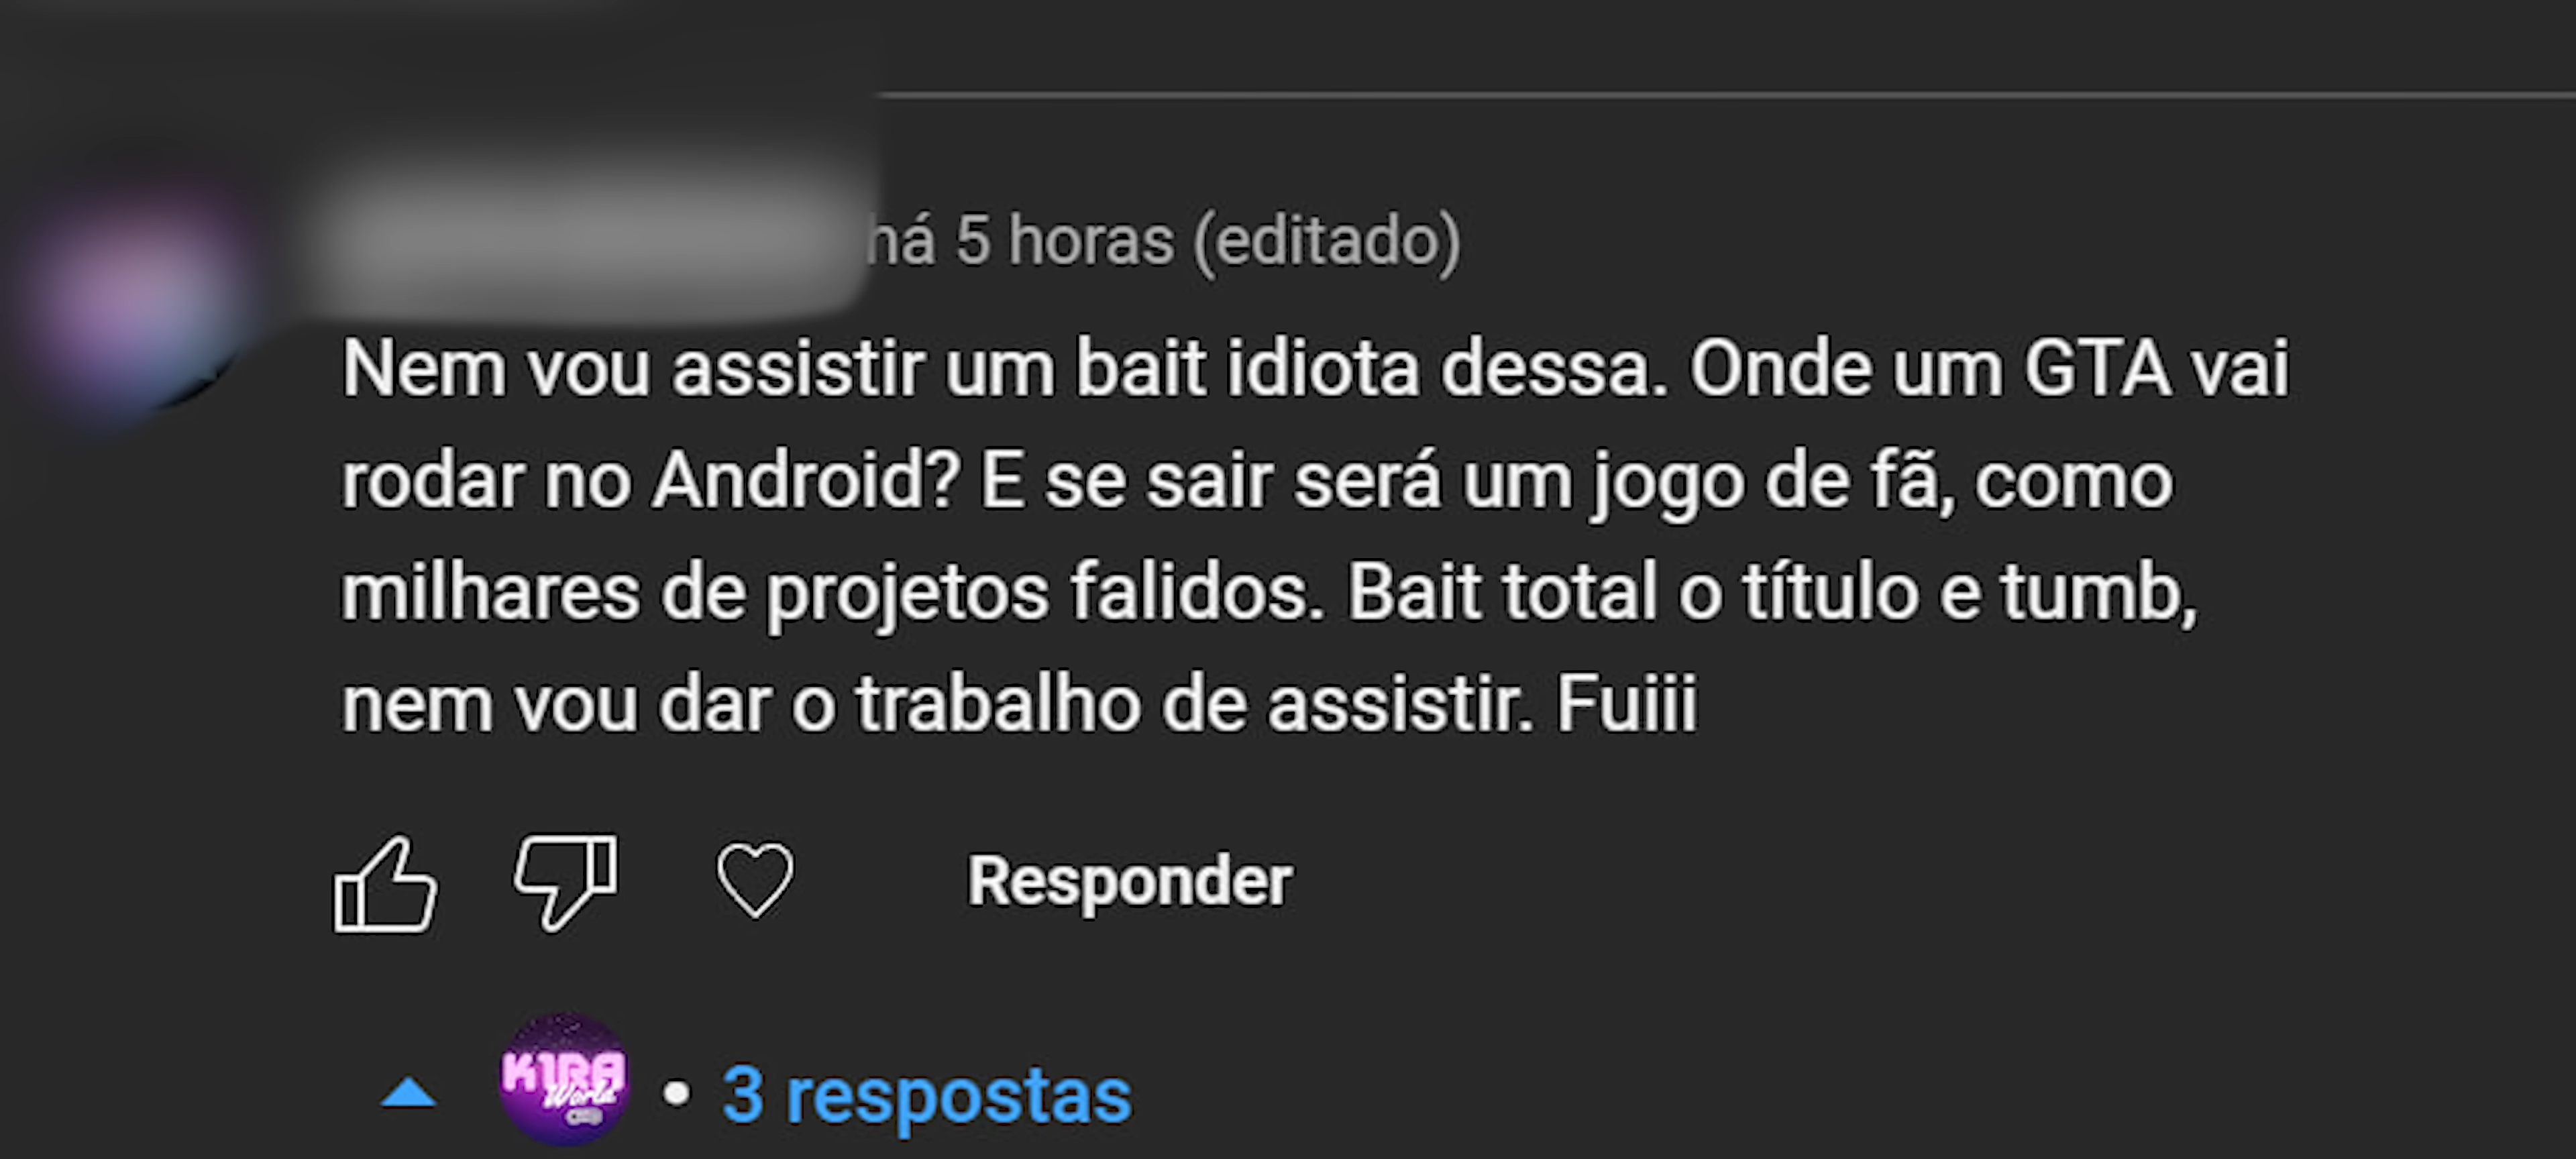 há 5 horas (editado)
Nem vou assistir um bait idiota dessa. Onde um GTA vai
rodar no Android? E se sair será um jogo de fã, como
milhares de projetos falidos. Bait total o título e tumb,
nem vou dar o trabalho de assistir. Fuiii
Responder
K1RA
World
• 3 respostas